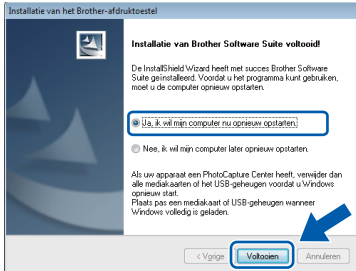 Installatie van het Brother-afdruktoestel
Installatie van Brother Software Suite voltooid!
De InstallShield Wizard heeft met succes Brother Software
Suite geïnstalleerd. Voordat u het programma kunt gebruiken,
moet u de computer opnieuw opstarten.
Ja, ik wil mijn computer nu opnieuw opstarten.
Nee, ik wil mijn computer later opnieuw opstarten.
Als uw apparaat een PhotoCapture Center heeft, verwijder dan
alle mediakaarten of het USB-geheugen voordat u Windows
opnieuw start.
Plaats pas een mediakaart of USB-geheugen wanneer
Windows volledig is geladen.
< Vorige
Voltooien
Annuleren